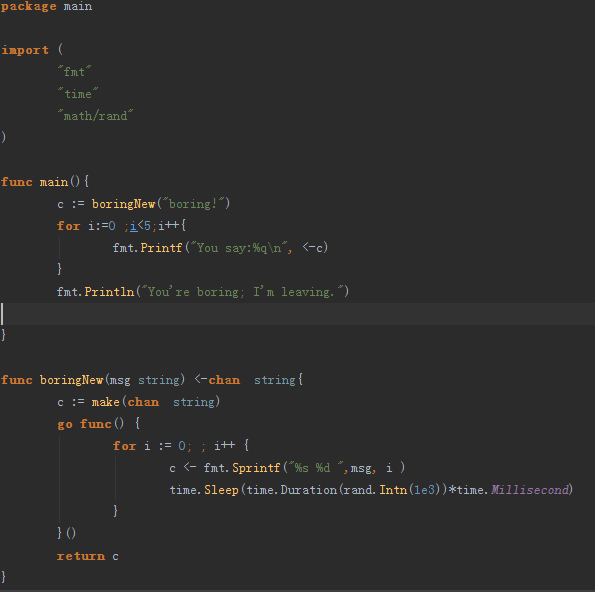 package main
import (
"fmt"
"time"
"math/rand"
)
func main(){
c := boringNew("boring!")
for i:=0 ;i<5;i++{
fmt.Printf("You say:%q\n", <-c)
}
fmt.Println("You're boring; I'm leaving.")
}
func boringNew(msg string) <-chan  string{
c := make(chan  string)
go func() {
for i := 0; ; i++ {
c <- fmt.Sprintf("%s %d ",msg, i )
time.Sleep(time.Duration(rand.Intn(1e3))*time.Millisecond)
}
}()
return c
}